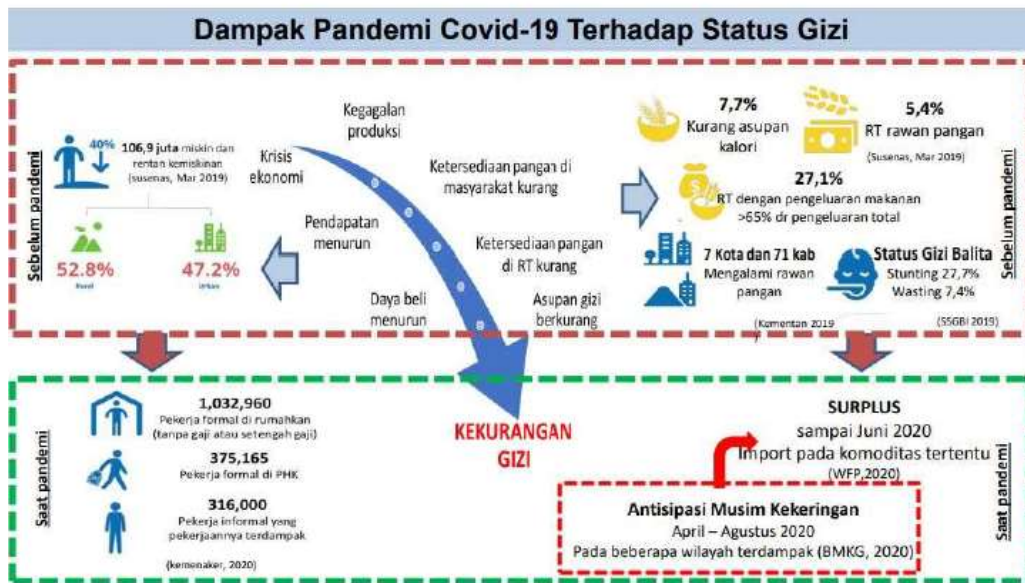 Dampak Pandemi Covid-19 Terhadap Status Gizi
Sebelum pandemi
40%
106,9 juta miskin dan
rentan kemiskinan
(susenas, Mar 2019)
52.8%
Rural
47.2%
Urban
Krisis
ekonomi
Pendapatan
menurun
Daya beli
menurun
Kegagalan
produksi
Ketersediaan pangan di
masyarakat kurang
Ketersediaan pangan
di RT kurang
Asupan gizi
berkurang
KEKURANGAN
GIZI
7,7%
Kurang asupan
kalori
5,4%
RT rawan pangan
(Susenas, Mar 2019)
27,1%
RT dengan pengeluaran makanan
>65% dr pengeluaran total
7 Kota dan 71 kab
Mengalami rawan
pangan
(Kementan 2019
)
Status Gizi Balita
Stunting 27,7%
Wasting 7,4%
(SSGBI 2019)
Sebelum pandemi
Saat pandemi
1,032,960
Pekerja formal di rumahkan
(tanpa gaji atau setengah gaji)
375,165
Pekerja formal di PHK
316,000
Pekerja informal yang
pekerjaannya terdampak
(kemenaker, 2020)
SURPLUS
sampai Juni 2020
Import pada komoditas tertentu
(WFP,2020)
Antisipasi Musim Kekeringan
April – Agustus 2020
Pada beberapa wilayah terdampak (BMKG, 2020)
Saat pandemi